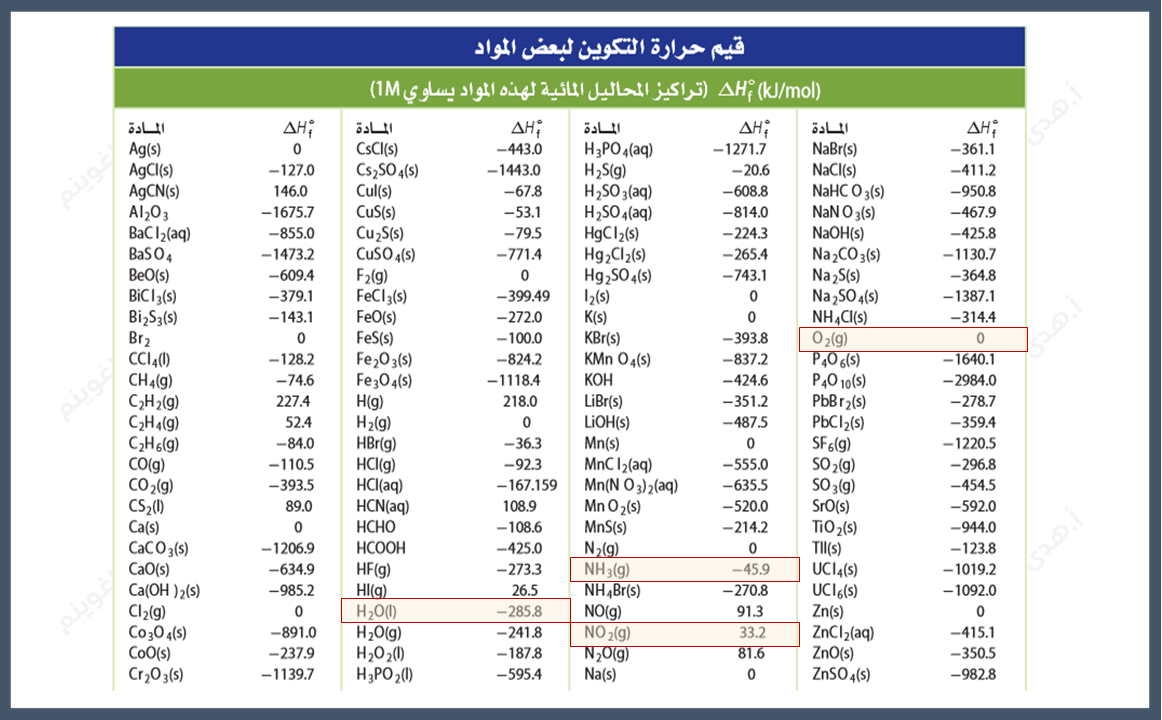 قيم حرارة التكوين لبعض المواد
ΔH°f (kJ/mol) (تراكيز المحاليل المائية لهذه المواد يساوي 1M)
المـادة ΔH°f المـادة ΔH°f المـادة ΔH°f المـادة ΔH°f
Ag(s) 0 CsCl(s) −443.0 H₃PO₄(aq) −1271.7 NaBr(s) −361.1
AgCl(s) −127.0 Cs₂SO₄(s) −1443.0 H₂S(g) −20.6 NaCl(s) −411.2
AgCN(s) 146.0 CuI(s) −67.8 H₂SO₃(aq) −608.8 NaHCO₃(s) −950.8
Al₂O₃ −1675.7 CuS(s) −53.1 H₂SO₄(aq) −814.0 NaNO₃(s) −467.9
BaCl₂(aq) −855.0 Cu₂S(s) −79.5 HgCl₂(s) −224.3 NaOH(s) −425.8
BaSO₄ −1473.2 CuSO₄(s) −771.4 Hg₂Cl₂(s) −265.4 Na₂CO₃(s) −1130.7
BeO(s) −609.4 F₂(g) 0 Hg₂SO₄(s) −743.1 Na₂S(s) −364.8
BiCl₃(s) −379.1 FeCl₃(s) −399.49 I₂(s) 0 Na₂SO₄(s) −1387.1
Bi₂S₃(s) −143.1 FeO(s) −272.0 K(s) 0 NH₄Cl(s) −314.4
Br₂ 0 FeS(s) −100.0 KBr(s) −393.8 O₂(g) 0
CCl₄(l) −128.2 Fe₂O₃(s) −824.2 KMnO₄(s) −837.2 P₄O₆(s) −1640.1
CH₄(g) −74.6 Fe₃O₄(s) −1118.4 KOH −424.6 P₄O₁₀(s) −2984.0
C₂H₂(g) 227.4 H(g) 218.0 LiBr(s) −351.2 PbBr₂(s) −278.7
C₂H₄(g) 52.4 H₂(g) 0 LiOH(s) −487.5 PbCl₂(s) −359.4
C₂H₆(g) −84.0 HBr(g) −36.3 Mn(s) 0 SF₆(g) −1220.5
CO(g) −110.5 HCl(g) −92.3 MnCl₂(aq) −555.0 SO₂(g) −296.8
CO₂(g) −393.5 HCl(aq) −167.159 Mn(NO₃)₂(aq) −635.5 SO₃(g) −454.5
CS₂(l) 89.0 HCN(aq) 108.9 MnO₂(s) −520.0 SrO(s) −592.0
Ca(s) 0 HCHO −108.6 MnS(s) −214.2 TiO₂(s) −944.0
CaCO₃(s) −1206.9 HCOOH −425.0 N₂(g) 0 TlI(s) −123.8
CaO(s) −634.9 HF(g) −273.3 NH₃(g) −45.9 UCl₄(s) −1019.2
Ca(OH)₂(s) −985.2 HI(g) 26.5 NH₄Br(s) −270.8 UCl₆(s) −1092.0
Cl₂(g) 0 H₂O(l) −285.8 NO(g) 91.3 Zn(s) 0
Co₃O₄(s) −891.0 H₂O(g) −241.8 NO₂(g) 33.2 ZnCl₂(aq) −415.1
CoO(s) −237.9 H₂O₂(l) −187.8 N₂O(g) 81.6 ZnO(s) −350.5
Cr₂O₃(s) −1139.7 H₃PO₂(l) −595.4 Na(s) 0 ZnSO₄(s) −982.8
أ.هدى
أ.هدى
أ.هدى